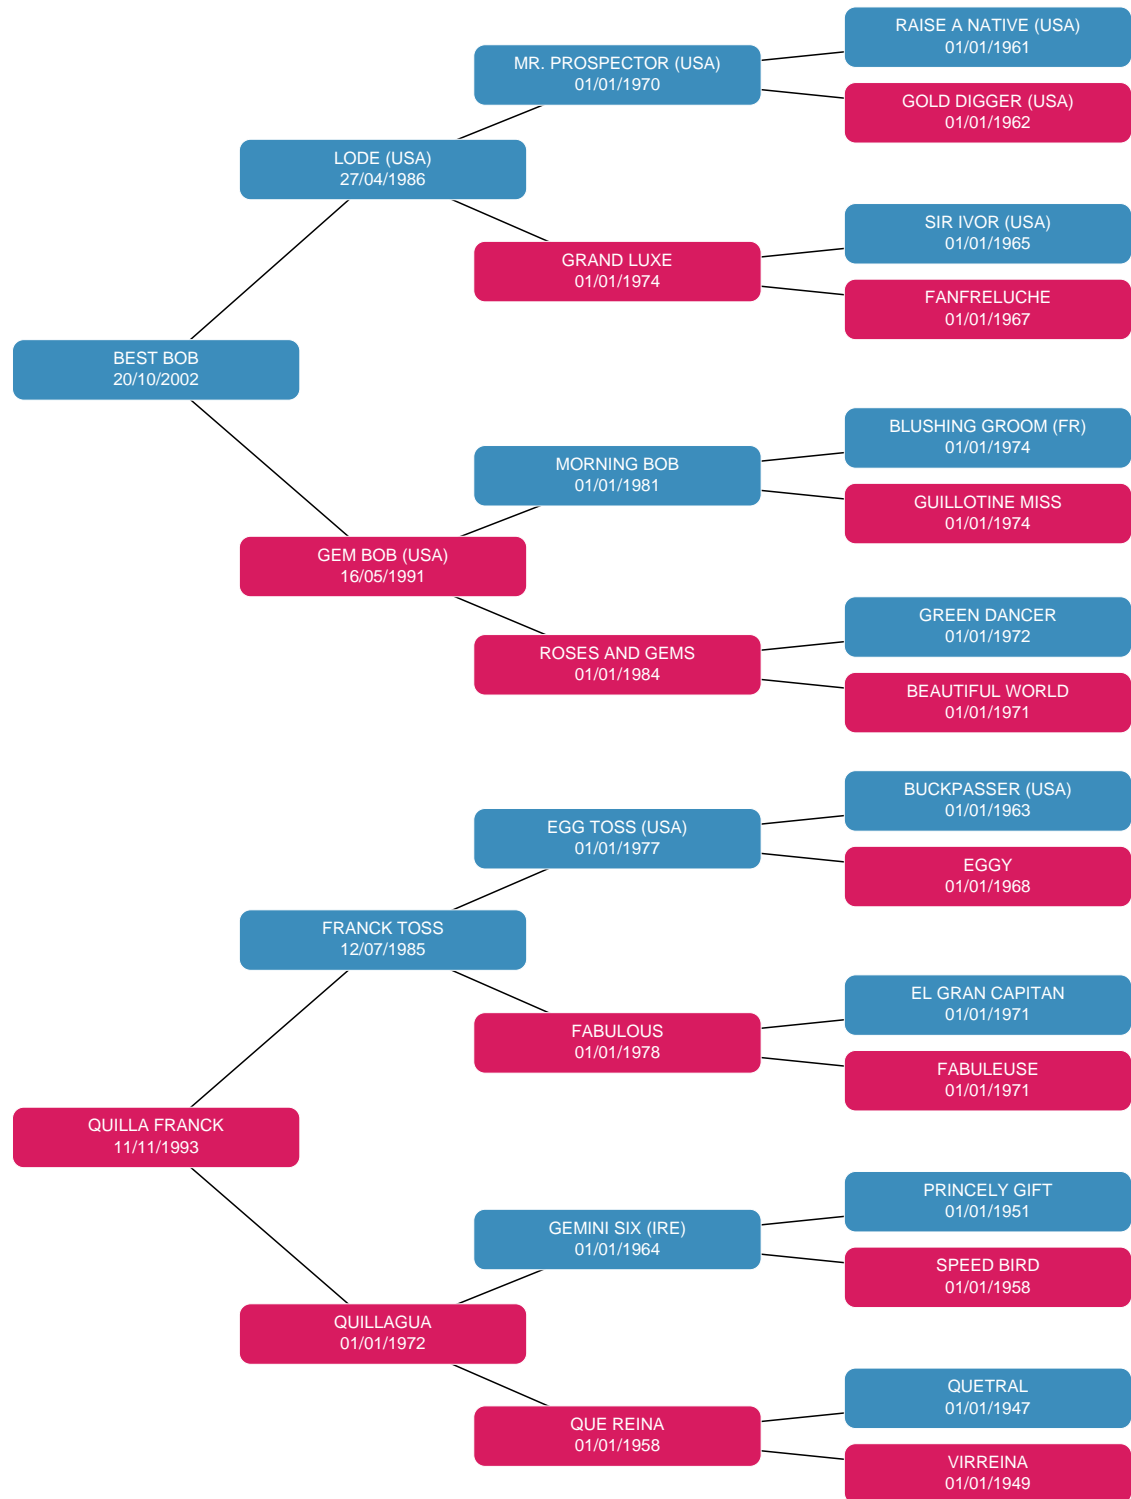 RAISE A NATIVE (USA)
01/01/1961
MR. PROSPECTOR (USA)
01/01/1970
GOLD DIGGER (USA)
01/01/1962
LODE (USA)
27/04/1986
SIR IVOR (USA)
01/01/1965
GRAND LUXE
01/01/1974
FANFRELUCHE
01/01/1967
BEST BOB
20/10/2002
BLUSHING GROOM (FR)
01/01/1974
MORNING BOB
01/01/1981
GUILLOTINE MISS
01/01/1974
GEM BOB (USA)
16/05/1991
GREEN DANCER
01/01/1972
ROSES AND GEMS
01/01/1984
BEAUTIFUL WORLD
01/01/1971
BUCKPASSER (USA)
01/01/1963
EGG TOSS (USA)
01/01/1977
EGGY
01/01/1968
FRANCK TOSS
12/07/1985
EL GRAN CAPITAN
01/01/1971
FABULOUS
01/01/1978
FABULEUSE
01/01/1971
QUILLA FRANCK
11/11/1993
PRINCELY GIFT
01/01/1951
GEMINI SIX (IRE)
01/01/1964
SPEED BIRD
01/01/1958
QUILLAGUA
01/01/1972
QUETRAL
01/01/1947
QUE REINA
01/01/1958
VIRREINA
01/01/1949